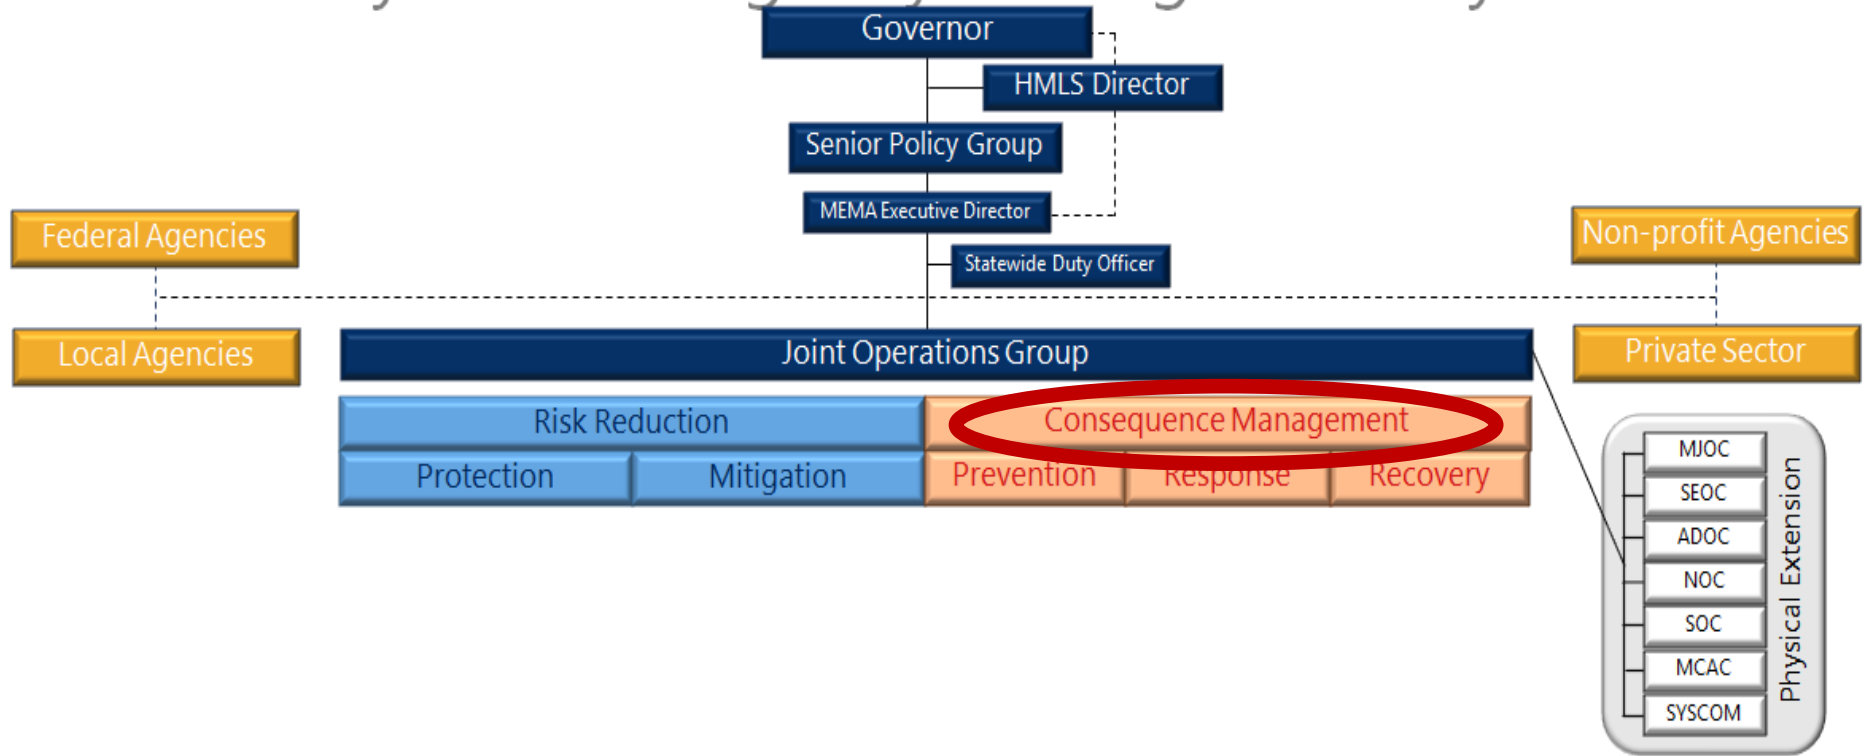 Governor
HMLS Director
Senior Policy Group
MEMA Executive Director
Statewide Duty Officer
Federal Agencies
Non-profit Agencies
Local Agencies
Joint Operations Group
Private Sector
Risk Reduction
Consequence Management
Protection
Mitigation
Prevention
Response
Recovery
MJOC
SEOC
ADOC
NOC
SOC
MCAC
SYSCOM
Physical Extension